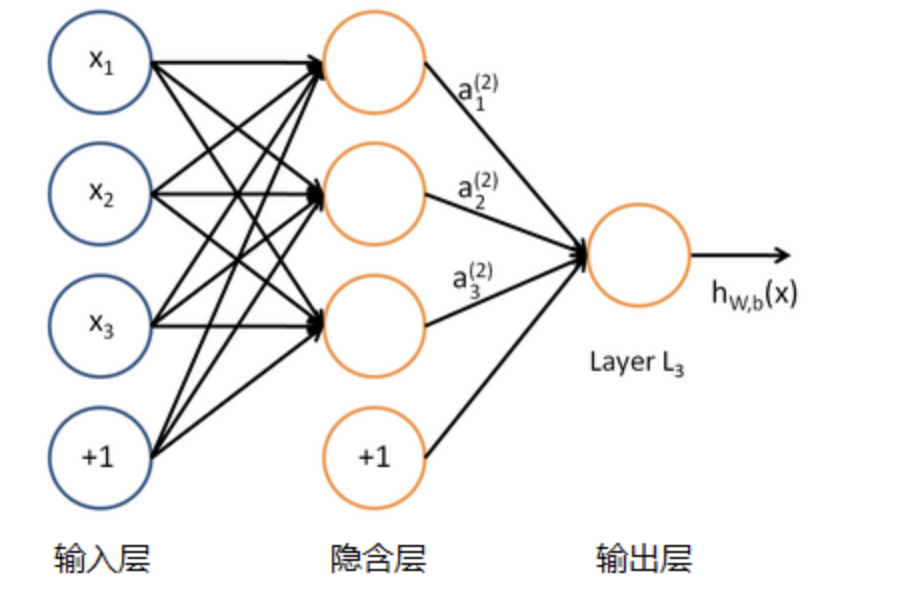 x₁
x₂
x₃
+1
+1
a₁⁽²⁾
a₂⁽²⁾
a₃⁽²⁾
h_W,b(x)
Layer L₃
输入层
隐含层
输出层